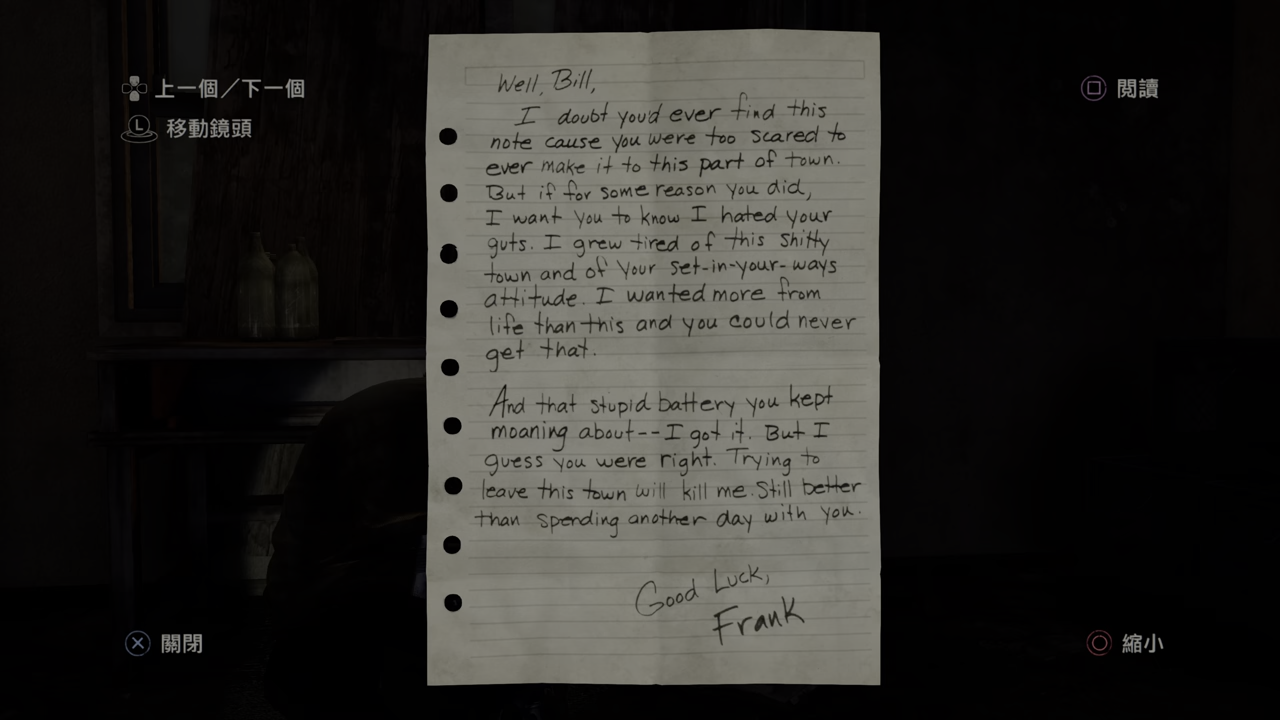 上一個／下一個
L 移動鏡頭
閱讀
Well, Bill,
I doubt you'd ever find this
note cause you were too scared to
ever make it to this part of town.
But if for some reason you did,
I want you to know I hated your
guts. I grew tired of this shitty
town and of your set-in-your-ways
attitude. I wanted more from
life than this and you could never
get that.
And that stupid battery you kept
moaning about--I got it. But I
guess you were right. Trying to
leave this town will kill me. Still better
than spending another day with you.
Good Luck,
Frank
關閉
縮小